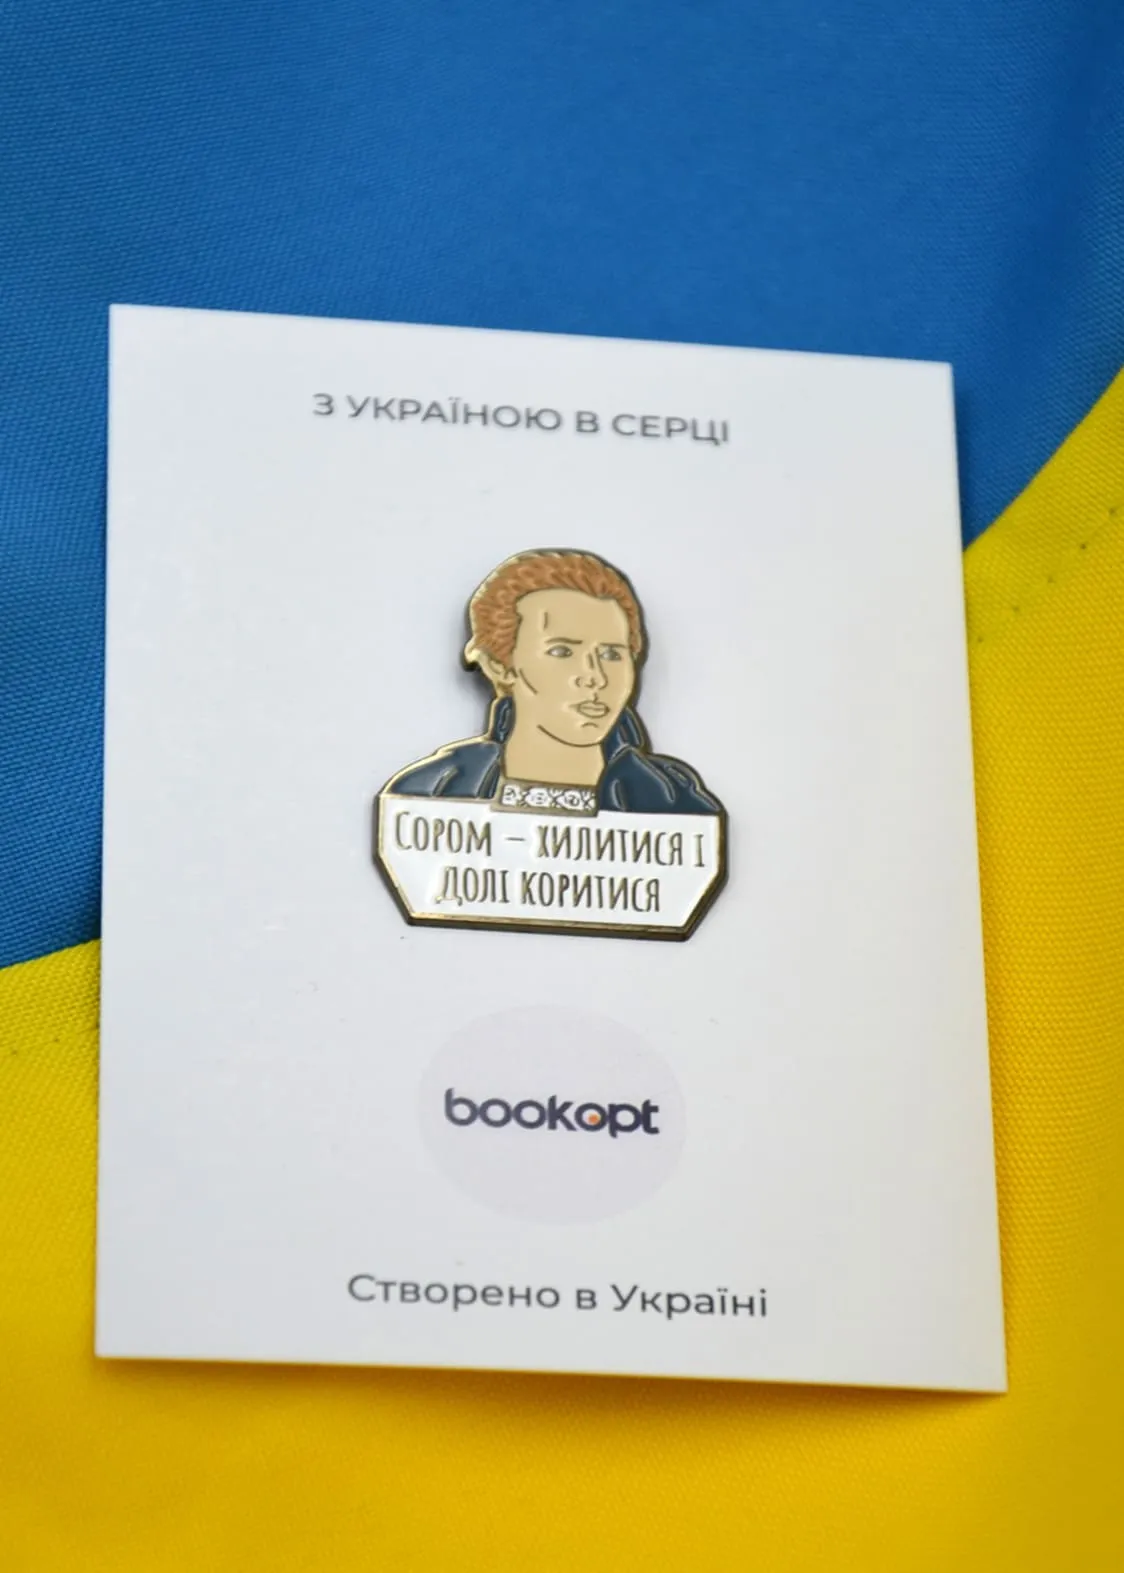 З УКРАЇНОЮ В СЕРЦІ
СОРОМ – ХИЛИТИСЯ І
ДОЛІ КОРИТИСЯ
bookopt
Створено в Україні